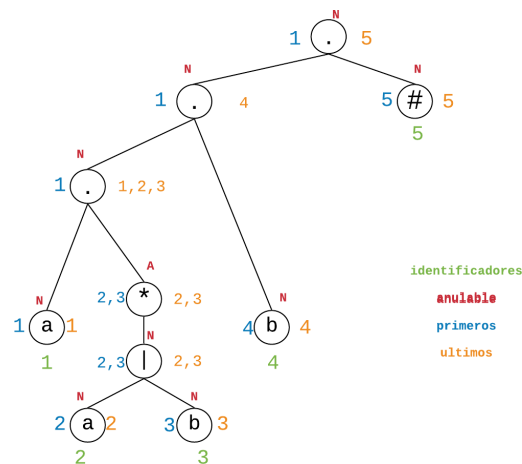 N
1 . 5
N
1 . 4
N
5 # 5
5
N
1 . 1,2,3
A
2,3 * 2,3
N
1 a 1
1
N
4 b 4
4
N
2,3 | 2,3
N
2 a 2
2
N
3 b 3
3
identificadores
anulable
primeros
ultimos